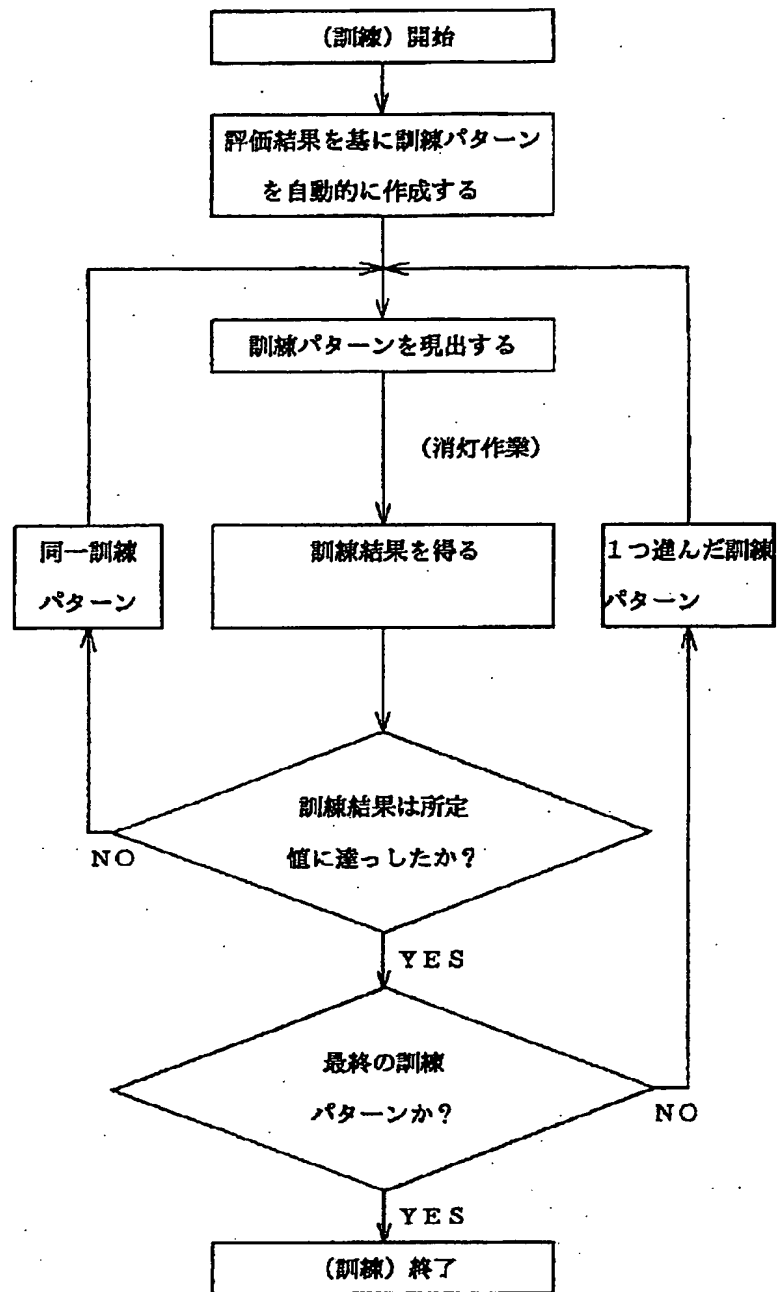 (訓練)開始
評価結果を基に訓練パターン
を自動的に作成する
訓練パターンを現出する
(消灯作業)
同一訓練
パターン
訓練結果を得る
1つ進んだ訓練
パターン
訓練結果は所定
値に達っしたか?
NO
YES
最終の訓練
パターンか?
NO
YES
(訓練)終了